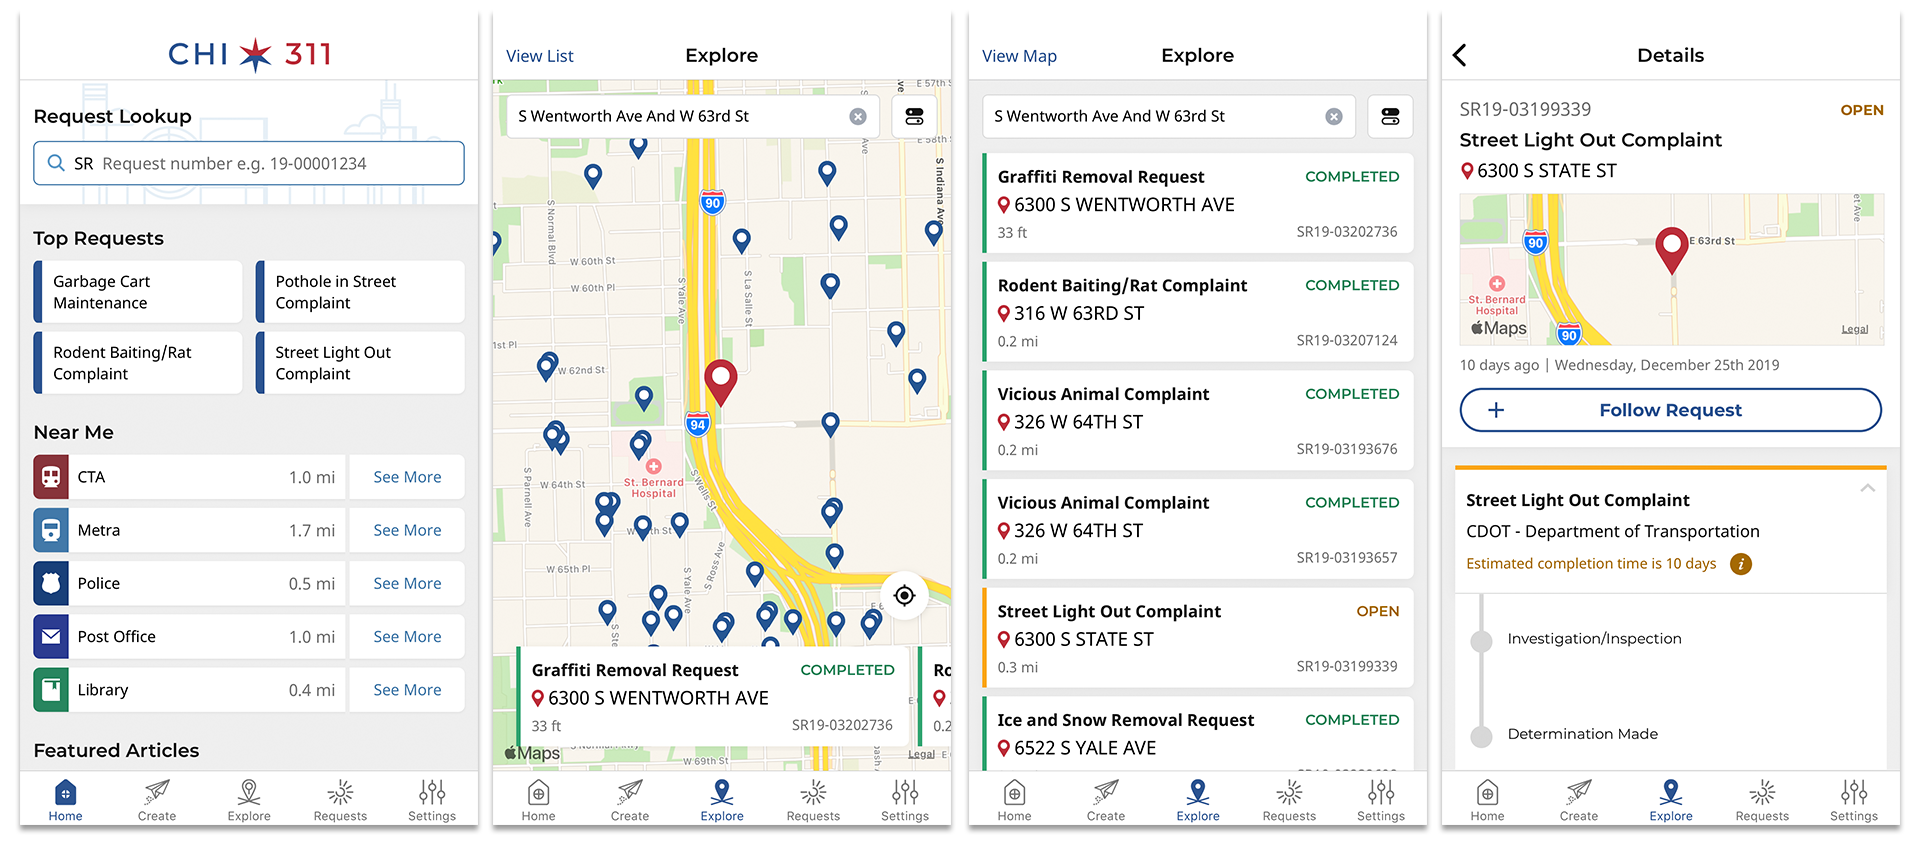 CHI 311
Request Lookup
SR Request number e.g. 19-00001234
Top Requests
Garbage Cart
Maintenance
Pothole in Street
Complaint
Rodent Baiting/Rat
Complaint
Street Light Out
Complaint
Near Me
CTA 1.0 mi See More
Metra 1.7 mi See More
Police 0.5 mi See More
Post Office 1.0 mi See More
Library 0.4 mi See More
Featured Articles
Home Create Explore Requests Settings
View List Explore
E 57th
S Wentworth Ave And W 63rd St
E 58th
S Indiana Ave
90
S Normal Blvd
W 60th St
W 60th Pl
S Yale Ave
S La Salle St
1st Pl
W 62nd St
94
St. Bernard
Hospital
S Parnell Ave
W 64th St
S Wells St
W 65th Pl
S Yale Ave
S Ross Ave
Graffiti Removal Request COMPLETED
6300 S WENTWORTH AVE
33 ft SR19-03202736
Ro
0.2
Maps
W 69th St
Legal
Home Create Explore Requests Settings
View Map Explore
S Wentworth Ave And W 63rd St
Graffiti Removal Request COMPLETED
6300 S WENTWORTH AVE
33 ft SR19-03202736
Rodent Baiting/Rat Complaint COMPLETED
316 W 63RD ST
0.2 mi SR19-03207124
Vicious Animal Complaint COMPLETED
326 W 64TH ST
0.2 mi SR19-03193676
Vicious Animal Complaint COMPLETED
326 W 64TH ST
0.2 mi SR19-03193657
Street Light Out Complaint OPEN
6300 S STATE ST
0.3 mi SR19-03199339
Ice and Snow Removal Request COMPLETED
6522 S YALE AVE
Home Create Explore Requests Settings
Details
SR19-03199339 OPEN
Street Light Out Complaint
6300 S STATE ST
90
E 63rd St
St. Bernard
Hospital
Maps
90
Legal
10 days ago | Wednesday, December 25th 2019
+ Follow Request
Street Light Out Complaint
CDOT - Department of Transportation
Estimated completion time is 10 days i
Investigation/Inspection
Determination Made
Home Create Explore Requests Settings